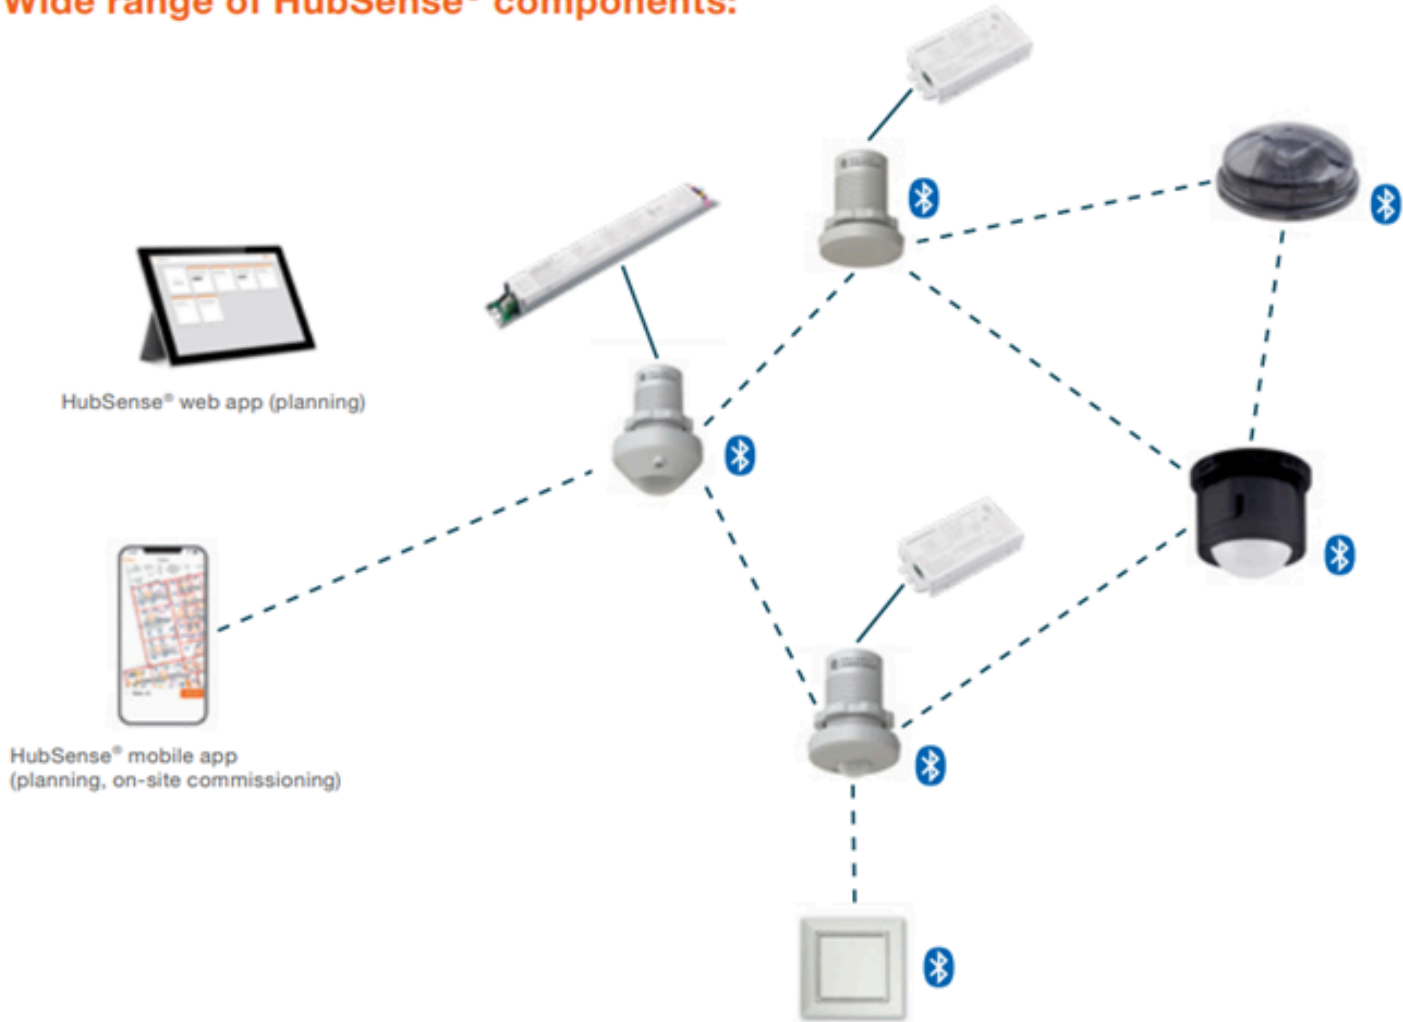 Wide range of HubSense® components:
HubSense® web app (planning)
HubSense® mobile app
(planning, on-site commissioning)